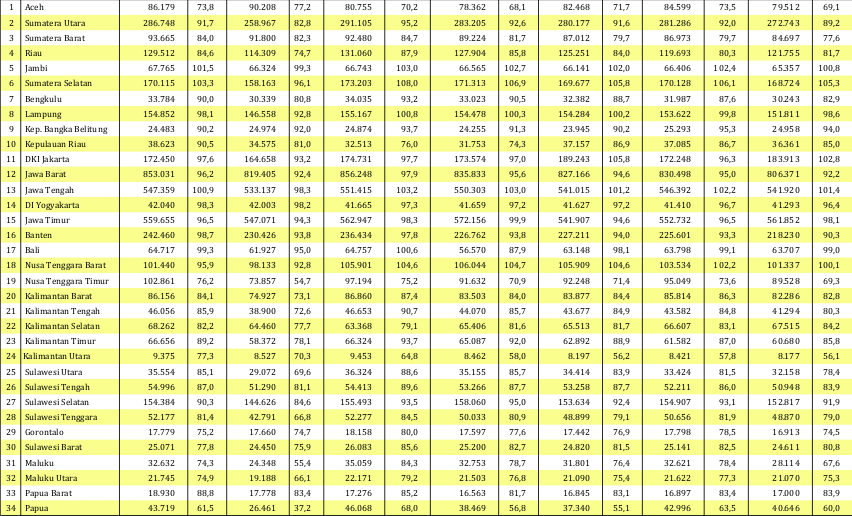 1 Aceh 86.179 73,8 90.208 77,2 80.755 70,2 78.362 68,1 82.468 71,8 84.599 73,5 79.512 69,1
2 Sumatera Utara 286.748 91,7 258.967 82,8 291.105 95,2 283.205 92,6 280.177 91,6 281.286 92,0 272.743 89,2
3 Sumatera Barat 93.665 84,0 91.800 82,3 92.480 84,7 89.224 81,7 87.012 79,7 86.973 79,7 84.697 77,6
4 Riau 129.512 84,6 114.309 74,7 131.060 87,9 127.904 85,8 125.251 84,0 119.693 80,3 121.755 81,7
5 Jambi 67.765 101,5 66.324 99,3 66.743 103,0 66.565 102,7 66.141 102,0 66.406 102,4 65.357 100,8
6 Sumatera Selatan 170.115 103,3 158.163 96,1 173.203 108,0 171.313 106,9 169.677 105,8 170.128 106,1 168.724 105,3
7 Bengkulu 33.784 90,0 30.339 80,8 34.035 93,2 33.023 90,5 32.382 88,7 31.987 87,6 30.243 82,9
8 Lampung 154.852 98,1 146.558 92,8 155.167 100,8 154.478 100,3 154.284 100,2 153.622 99,8 151.811 98,6
9 Kep. Bangka Belitung 24.483 90,2 24.974 92,0 24.874 93,7 24.255 91,3 23.945 90,2 25.293 95,3 24.958 94,0
10 Kepulauan Riau 38.623 90,5 34.575 81,0 32.513 76,0 31.753 74,3 37.157 86,9 37.085 86,7 36.361 85,0
11 DKI Jakarta 172.450 97,6 164.658 93,2 174.731 97,7 173.574 97,0 189.243 105,8 172.248 96,3 183.913 102,8
12 Jawa Barat 853.031 96,2 819.405 92,4 856.248 97,9 835.833 95,6 827.166 94,6 830.498 95,0 806.371 92,2
13 Jawa Tengah 547.359 100,9 533.137 98,3 551.415 103,2 550.303 103,0 541.015 101,2 546.392 102,2 541.920 101,4
14 DI Yogyakarta 42.040 98,3 42.003 98,2 41.665 97,3 41.659 97,2 41.627 97,2 41.410 96,7 41.293 96,4
15 Jawa Timur 559.655 96,5 547.071 94,3 562.947 98,3 572.156 99,9 541.907 94,6 552.732 96,5 561.852 98,1
16 Banten 242.460 98,7 230.426 93,8 236.434 97,8 226.762 93,8 227.211 94,0 225.601 93,3 218.230 90,3
17 Bali 64.717 99,3 61.927 95,0 64.757 100,6 56.570 87,9 63.148 98,1 63.798 99,1 63.707 99,0
18 Nusa Tenggara Barat 101.440 95,9 98.133 92,8 105.901 104,6 106.044 104,7 105.909 104,6 103.534 102,2 101.337 100,1
19 Nusa Tenggara Timur 102.861 76,2 73.857 54,7 97.194 75,2 91.632 70,9 92.248 71,4 95.049 73,6 89.528 69,3
20 Kalimantan Barat 86.156 84,1 74.927 73,1 86.860 87,4 83.503 84,0 83.877 84,4 85.814 86,3 82.286 82,8
21 Kalimantan Tengah 46.056 85,9 38.900 72,6 46.653 90,7 44.070 85,7 43.677 84,9 43.582 84,8 41.294 80,3
22 Kalimantan Selatan 68.262 82,2 64.460 77,7 63.368 79,1 65.406 81,6 65.513 81,7 66.607 83,1 67.515 84,2
23 Kalimantan Timur 66.656 89,2 58.372 78,1 66.324 93,7 65.087 92,0 62.892 88,9 61.582 87,0 60.680 85,8
24 Kalimantan Utara 9.375 77,3 8.527 70,3 9.453 64,8 8.462 58,0 8.197 56,2 8.421 57,8 8.177 56,1
25 Sulawesi Utara 35.554 85,1 29.072 69,6 36.324 88,6 35.155 85,7 34.414 83,9 33.424 81,5 32.158 78,4
26 Sulawesi Tengah 54.996 87,0 51.290 81,1 54.413 89,6 53.266 87,7 53.258 87,7 52.211 86,0 50.948 83,9
27 Sulawesi Selatan 154.384 90,3 144.626 84,6 155.493 93,5 158.060 95,0 153.634 92,4 154.907 93,1 152.817 91,9
28 Sulawesi Tenggara 52.177 81,4 42.791 66,8 52.277 84,5 50.033 80,9 48.899 79,1 50.656 81,9 48.870 79,0
29 Gorontalo 17.779 75,2 17.660 74,7 18.158 80,0 17.597 77,6 17.442 76,9 17.798 78,5 16.913 74,5
30 Sulawesi Barat 25.071 77,8 24.450 75,9 26.083 85,6 25.200 82,7 24.820 81,5 25.141 82,5 24.611 80,8
31 Maluku 32.632 74,3 24.348 55,4 35.059 84,3 32.753 78,7 31.801 76,4 32.621 78,4 28.114 67,6
32 Maluku Utara 21.745 74,9 19.188 66,1 22.171 79,2 21.503 76,8 21.090 75,4 21.622 77,3 21.070 75,3
33 Papua Barat 18.930 88,8 17.778 83,4 17.276 85,2 16.563 81,7 16.845 83,1 16.897 83,4 17.000 83,9
34 Papua 43.719 61,5 26.461 37,2 46.068 68,0 38.469 56,8 37.340 55,1 42.996 63,5 40.646 60,0